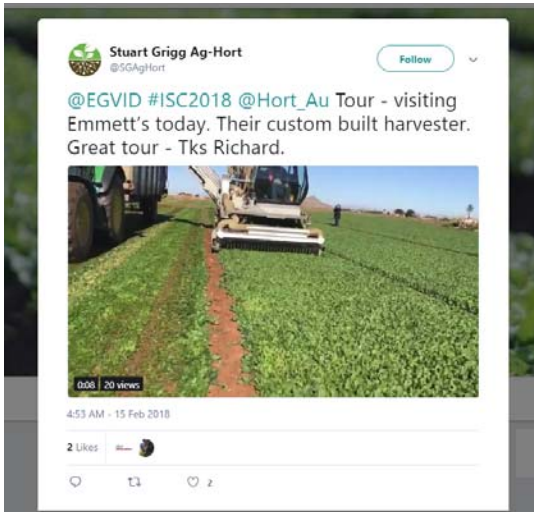 Stuart Grigg Ag-Hort
@SGAgHort
Follow
@EGVID #ISC2018 @Hort_Au Tour - visiting
Emmett's today. Their custom built harvester.
Great tour - Tks Richard.
0:08 20 views
4:53 AM - 15 Feb 2018
2 Likes
2